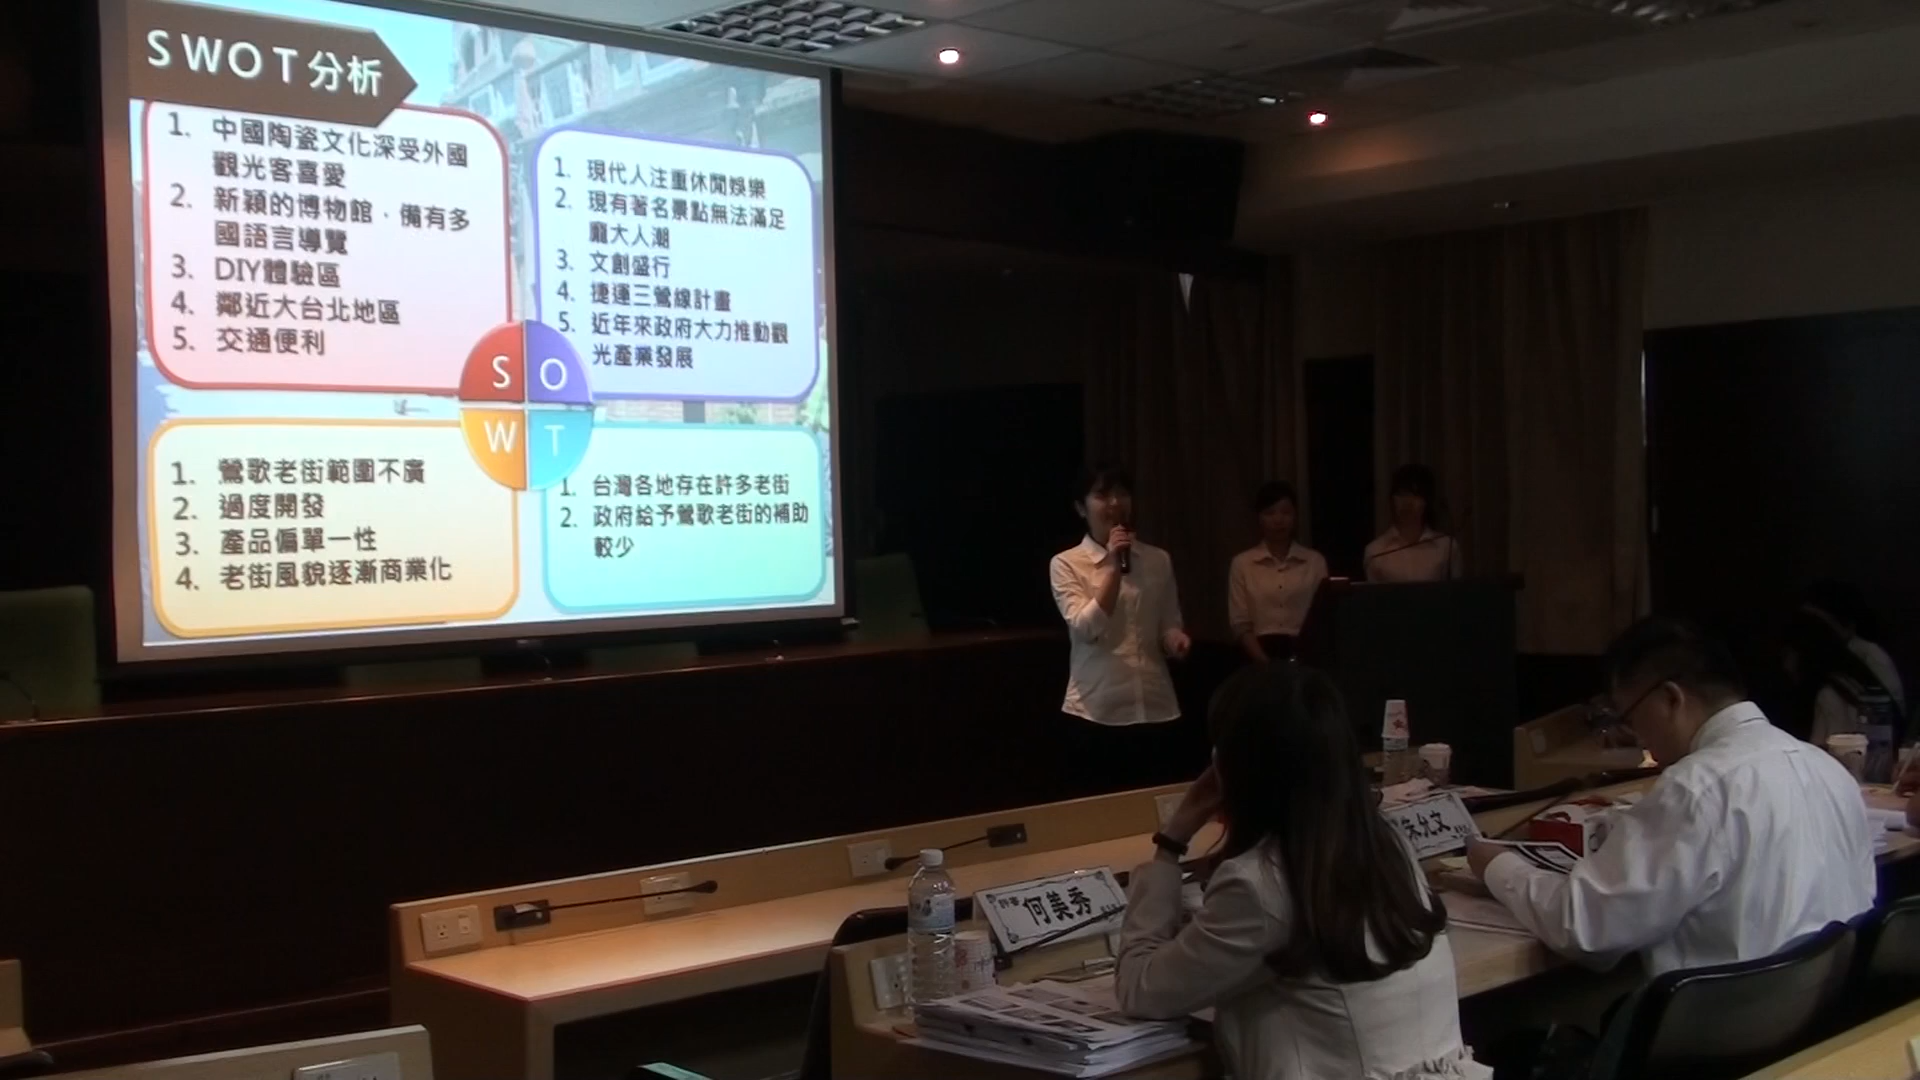 SWOT分析
1. 中國陶瓷文化深受外國
觀光客喜愛
2. 新穎的博物館，備有多
國語言導覽
3. DIY體驗區
4. 鄰近大台北地區
5. 交通便利
1. 現代人注重休閒娛樂
2. 現有著名景點無法滿足
龐大人潮
3. 文創盛行
4. 捷運三鶯線計畫
5. 近年來政府大力推動觀
光產業發展
S O
W T
1. 鶯歌老街範圍不廣
2. 過度開發
3. 產品偏單一性
4. 老街風貌逐漸商業化
1. 台灣各地存在許多老街
2. 政府給予鶯歌老街的補助
較少
朱允文
何美秀